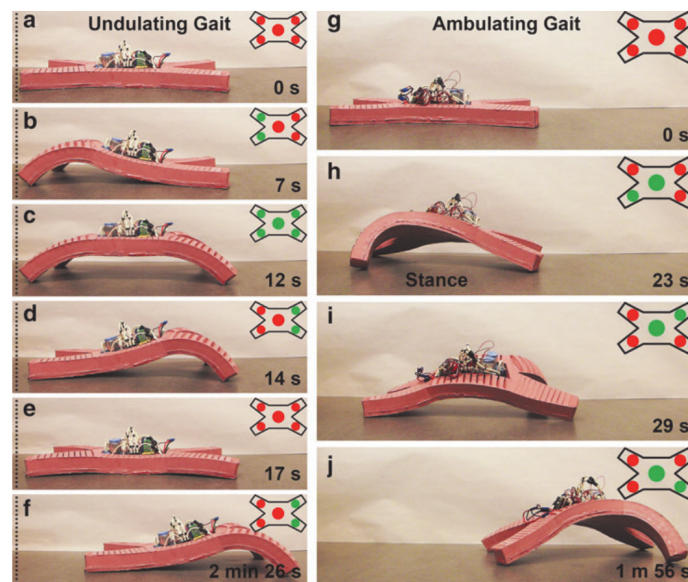 a Undulating Gait
0 s
b
7 s
c
12 s
d
14 s
e
17 s
f
2 min 26 s
g Ambulating Gait
0 s
h
Stance
23 s
i
29 s
j
1 m 56 s